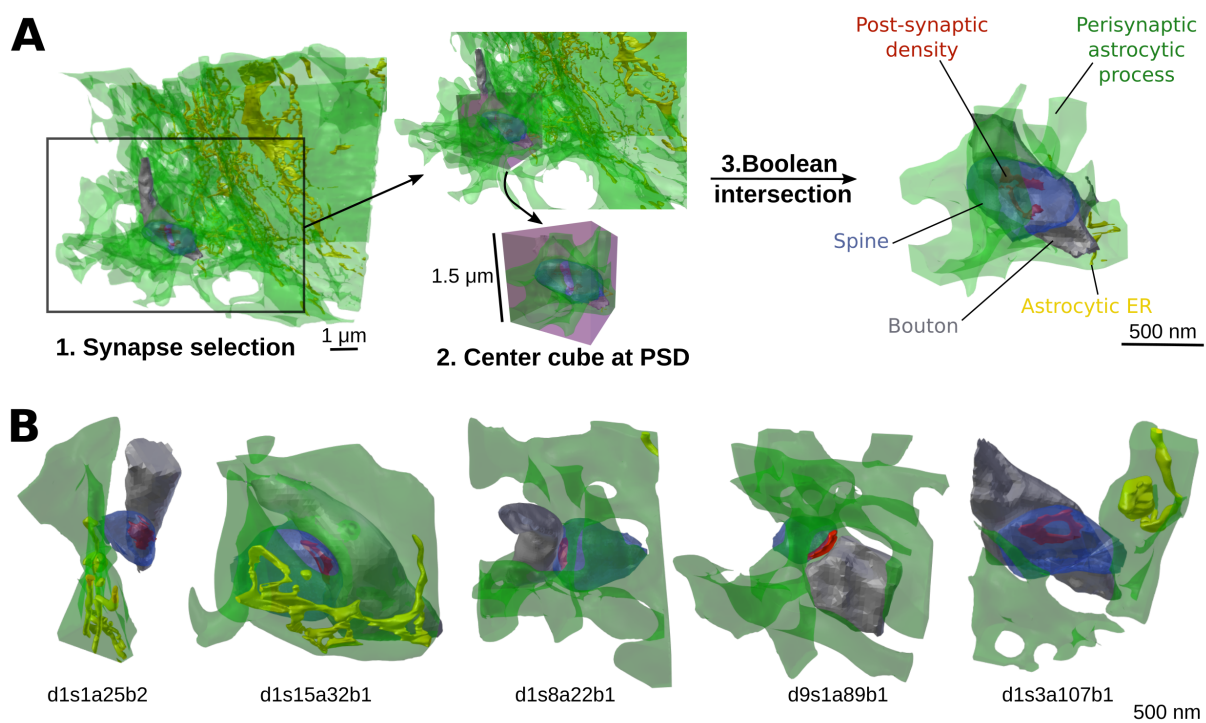 A
Post-synaptic
density
Perisynaptic
astrocytic
process
3.Boolean
intersection
Spine
1.5 μm
Astrocytic ER
Bouton
500 nm
1 μm
1. Synapse selection
2. Center cube at PSD
B
d1s1a25b2
d1s15a32b1
d1s8a22b1
d9s1a89b1
d1s3a107b1
500 nm